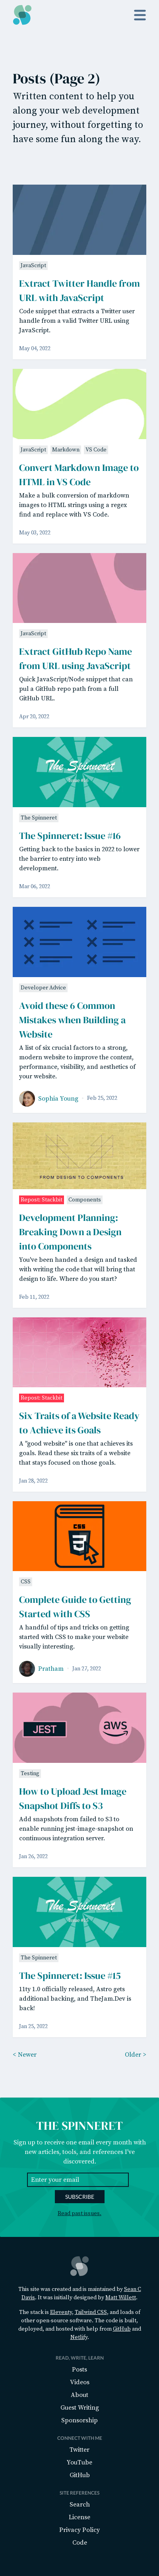 Posts (Page 2)
Written content to help you
along your web development
journey, without forgetting to
have some fun along the way.
JavaScript
Extract Twitter Handle from
URL with JavaScript
Code snippet that extracts a Twitter user
handle from a valid Twitter URL using
JavaScript.
May 04, 2022
JavaScript Markdown VS Code
Convert Markdown Image to
HTML in VS Code
Make a bulk conversion of markdown
images to HTML strings using a regex
find and replace with VS Code.
May 03, 2022
JavaScript
Extract GitHub Repo Name
from URL using JavaScript
Quick JavaScript/Node snippet that can
pul a GitHub repo path from a full
GitHub URL.
Apr 20, 2022
The Spinneret
The Spinneret
The Spinneret: Issue #16
Getting back to the basics in 2022 to lower
the barrier to entry into web
development.
Mar 06, 2022
Developer Advice
Avoid these 6 Common
Mistakes when Building a
Website
A list of six crucial factors to a strong,
modern website to improve the content,
performance, visibility, and aesthetics of
your website.
Sophia Young Feb 25, 2022
FROM DESIGN TO COMPONENTS
Repost: Stackbit Components
Development Planning:
Breaking Down a Design
into Components
You've been handed a design and tasked
with writing the code that will bring that
design to life. Where do you start?
Feb 11, 2022
Repost: Stackbit
Six Traits of a Website Ready
to Achieve its Goals
A "good website" is one that achieves its
goals. Read these six traits of a website
that stays focused on those goals.
Jan 28, 2022
CSS
3
CSS
Complete Guide to Getting
Started with CSS
A handful of tips and tricks on getting
started with CSS to make your website
visually interesting.
Pratham Jan 27, 2022
JEST
aws
Testing
How to Upload Jest Image
Snapshot Diffs to S3
Add snapshots from failed to S3 to
enable running jest-image-snapshot on
continuous integration server.
Jan 26, 2022
The Spinneret
The Spinneret
The Spinneret: Issue #15
11ty 1.0 officially released, Astro gets
additional backing, and TheJam.Dev is
back!
Jan 25, 2022
< Newer
Older >
THE SPINNERET
Sign up to receive one email every month with
new articles, tools, and references I've
discovered.
Enter your email
SUBSCRIBE
Read past issues.
This site was created and is maintained by Sean C
Davis. It was initially designed by Matt Willett.
The stack is Eleventy, Tailwind CSS, and loads of
other open-source code. The source code is
deployed, and hosted with help from GitHub and
Netlify.
READ, WRITE, LEARN
Posts
Videos
About
Guest Writing
Sponsorship
CONNECT WITH ME
Twitter
YouTube
GitHub
SITE REFERENCES
Search
License
Privacy Policy
Code